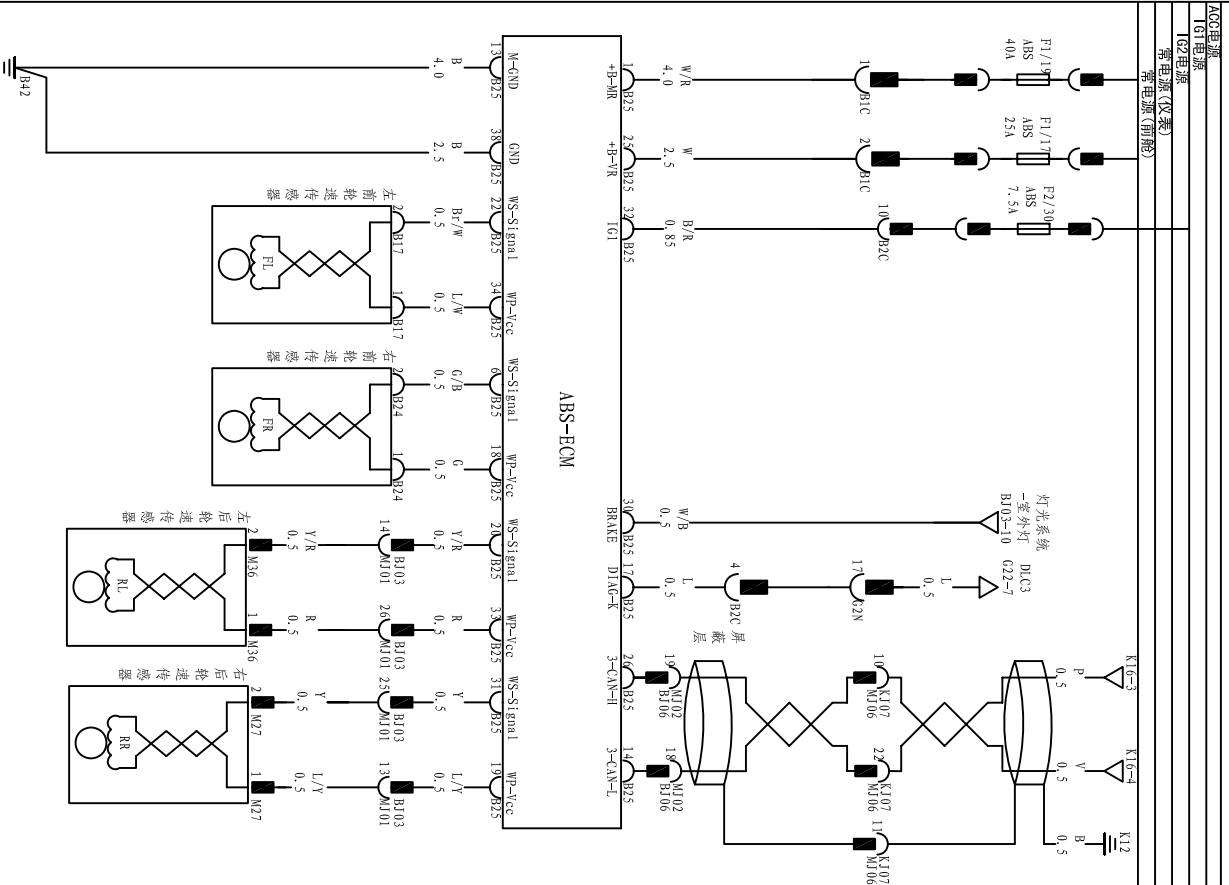 ACC电源
IG1电源
IG2电源
常电源(仪表)
常电源(前舱)
F1/19
ABS
40A
F1/17
ABS
25A
F2/30
ABS
7.5A
1
B1C
2
B1C
10
B2C
W/R
4.0
W
2.5
B/R
0.85
1
B25
+B-MR
25
B25
+B-VR
32
B25
IG1
灯光系统
-室外灯
BJ03-10
DLC3
G22-7
W/B
0.5
L
0.5
17
G2N
4
B2C
L
0.5
30
B25
BRAKE
17
B25
DIAG-K
K16-3
P
0.5
K16-4
V
0.5
K12
B
0.5
10
KJ07
MJ06
22
KJ07
MJ06
11
KJ07
MJ06
屏蔽层
19
MJ02
BJ06
18
MJ02
BJ06
26
B25
3-CAN-H
14
B25
3-CAN-L
ABS-ECM
M-GND
13
B25
B
4.0
GND
38
B25
B
2.5
B42
WS-Signal
22
B25
Br/W
0.5
2
B17
WP-Vcc
34
B25
L/W
0.5
1
B17
左前轮速传感器
FL
WS-Signal
6
B25
G/B
0.5
2
B24
WP-Vcc
18
B25
G
0.5
1
B24
右前轮速传感器
FR
WS-Signal
20
B25
Y/R
0.5
BJ03
14
MJ01
Y/R
0.5
2
M36
WP-Vcc
33
B25
R
0.5
BJ03
26
MJ01
R
0.5
1
M36
左后轮速传感器
RL
WS-Signal
31
B25
Y
0.5
BJ03
25
MJ01
Y
0.5
2
M27
WP-Vcc
19
B25
L/Y
0.5
BJ03
13
MJ01
L/Y
0.5
1
M27
右后轮速传感器
RR